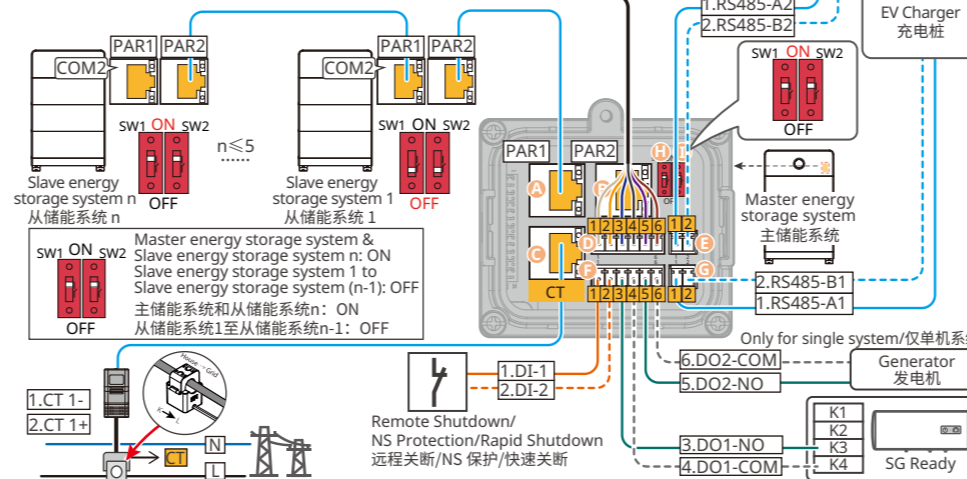 1.RS485-A2
2.RS485-B2
EV Charger
充电桩
PAR1 PAR2
COM2
SW1 ON SW2
OFF
n≤5
......
Slave energy
storage system n
从储能系统 n
PAR1 PAR2
COM2
SW1 ON SW2
OFF
Slave energy
storage system 1
从储能系统 1
SW1 ON SW2
OFF
Master energy
storage system
主储能系统
PAR1 PAR2
A
H
C
CT
D
1 2 3 4 5 6
1 2
E
F
G
1 2 3 4 5 6
1 2
SW1 ON SW2
OFF
Master energy storage system &
Slave energy storage system n: ON
Slave energy storage system 1 to
Slave energy storage system (n-1): OFF
主储能系统和从储能系统n：ON
从储能系统1至从储能系统n-1：OFF
2.RS485-B1
1.RS485-A1
Only for single system/仅单机系
6.DO2-COM
5.DO2-NO
Generator
发电机
1.DI-1
2.DI-2
Remote Shutdown/
NS Protection/Rapid Shutdown
远程关断/NS 保护/快速关断
3.DO1-NO
4.DO1-COM
K1
K2
K3
K4
SG Ready
1.CT 1-
2.CT 1+
House → Grid
K → L
CT
N
L